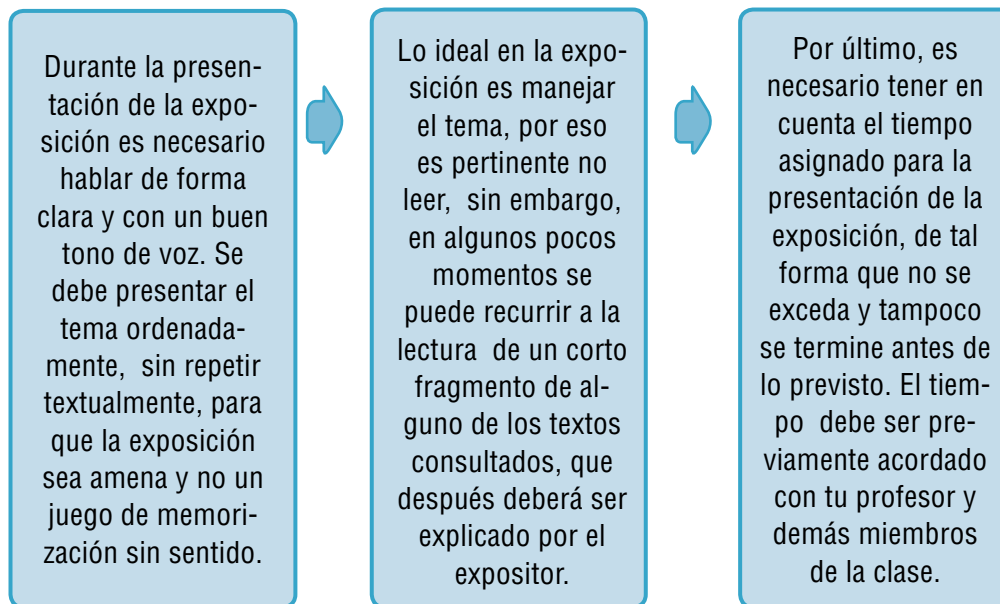 Durante la presen-
tación de la expo-
sición es necesario
hablar de forma
clara y con un buen
tono de voz. Se
debe presentar el
tema ordenada-
mente, sin repetir
textualmente, para
que la exposición
sea amena y no un
juego de memori-
zación sin sentido.
Lo ideal en la expo-
sición es manejar
el tema, por eso
es pertinente no
leer, sin embargo,
en algunos pocos
momentos se
puede recurrir a la
lectura de un corto
fragmento de al-
guno de los textos
consultados, que
después deberá ser
explicado por el
expositor.
Por último, es
necesario tener en
cuenta el tiempo
asignado para la
presentación de la
exposición, de tal
forma que no se
exceda y tampoco
se termine antes de
lo previsto. El tiem-
po debe ser pre-
viamente acordado
con tu profesor y
demás miembros
de la clase.